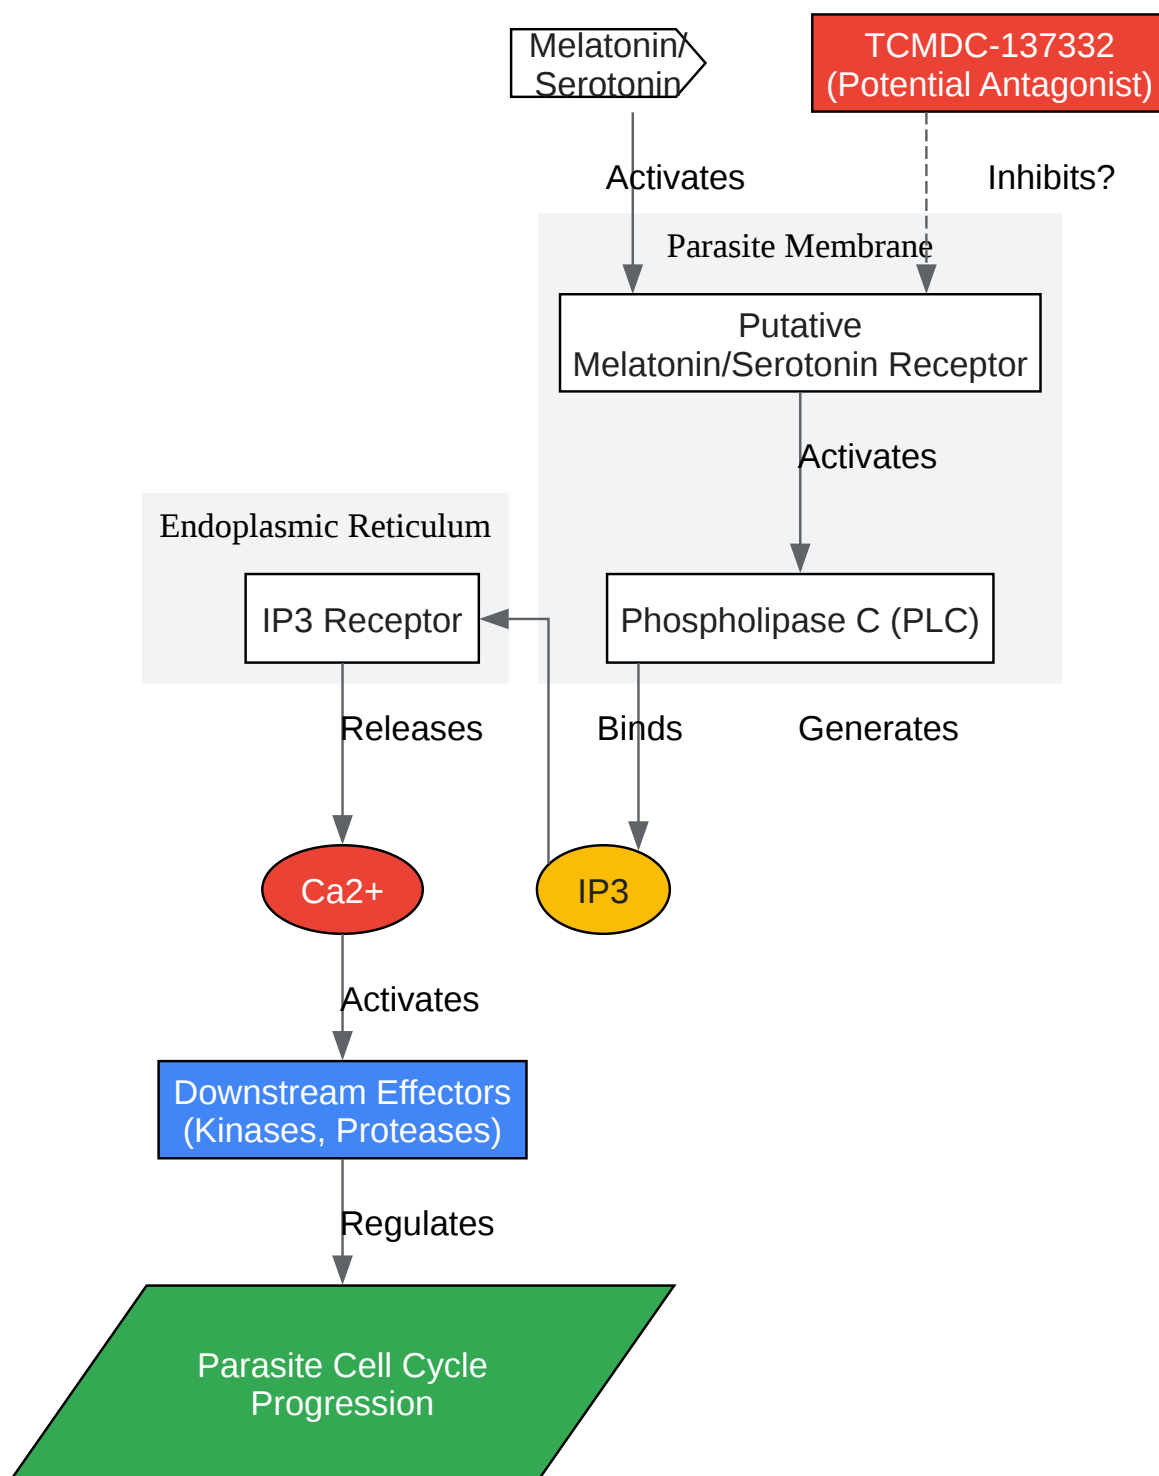 Melatonin/
Serotonin
TCMDC-137332
(Potential Antagonist)
Activates
Inhibits?
Parasite Membrane
Putative
Melatonin/Serotonin Receptor
Activates
Endoplasmic Reticulum
IP3 Receptor
Phospholipase C (PLC)
Releases
Binds
Generates
Ca2+
IP3
Activates
Downstream Effectors
(Kinases, Proteases)
Regulates
Parasite Cell Cycle
Progression